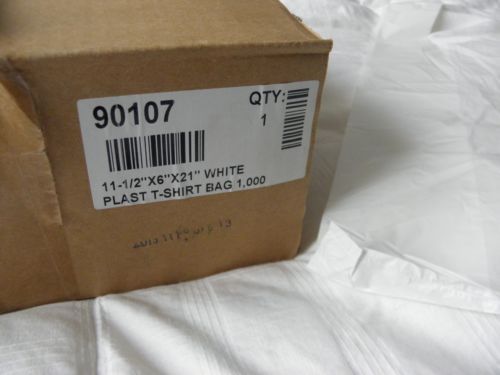 90107
QTY:
1
11-1/2"X6"X21" WHITE
PLAST T-SHIRT BAG 1,000